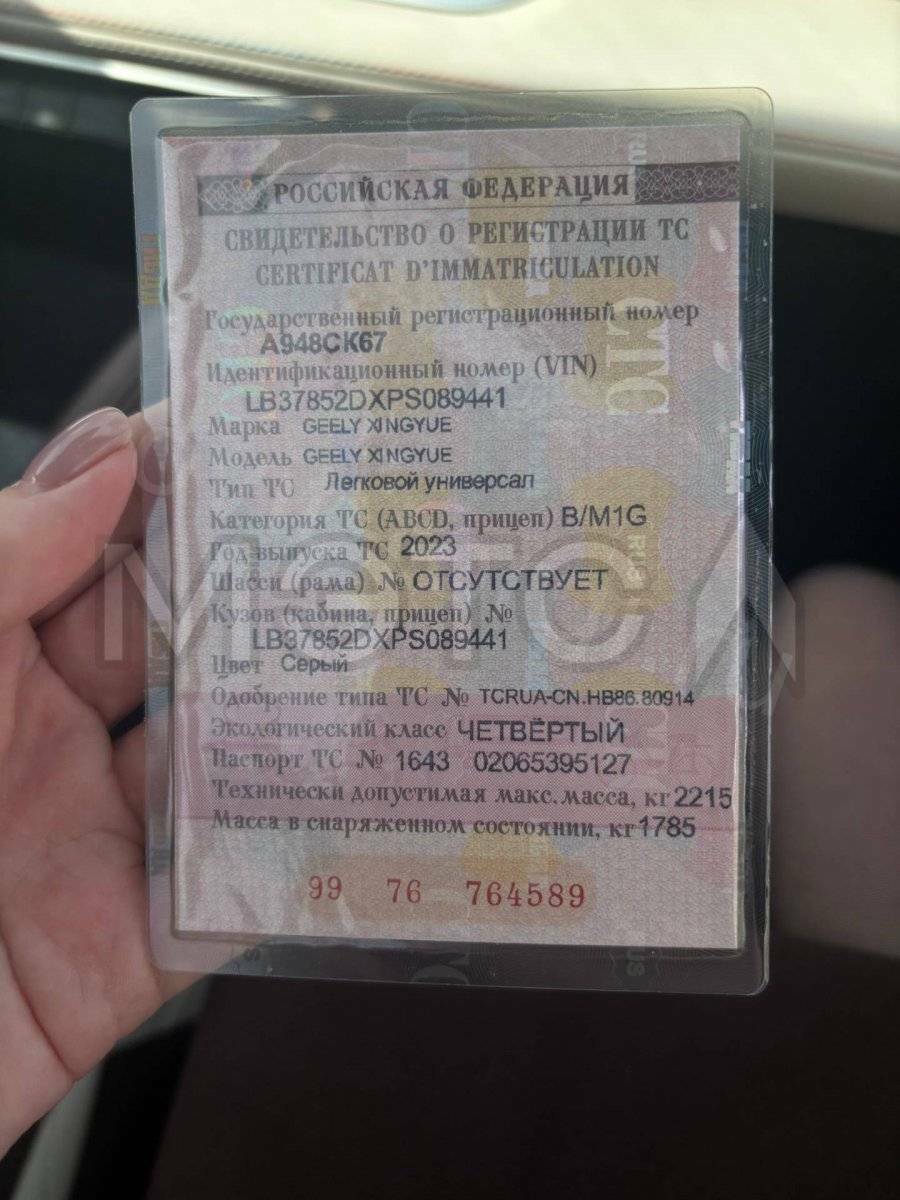 РОССИЙСКАЯ ФЕДЕРАЦИЯ
СВИДЕТЕЛЬСТВО О РЕГИСТРАЦИИ ТС
CERTIFICAT D'IMMATRICULATION
Государственный регистрационный номер
А948СК67
Идентификационный номер (VIN)
LB37852DXPS089441
Марка GEELY XINGYUE
Модель GEELY XINGYUE
Тип ТС Легковой универсал
Категория ТС (ABCD, прицеп) B/M1G
Год выпуска ТС 2023
Шасси (рама) № ОТСУТСТВУЕТ
Кузов (кабина, прицеп) №
LB37852DXPS089441
Цвет Серый
Одобрение типа ТС № TCRUA-CN.HB86.80914
Экологический класс ЧЕТВЁРТЫЙ
Паспорт ТС № 1643 02065395127
Технически допустимая макс. масса, кг 2215
Масса в снаряженном состоянии, кг 1785
99 76 764589
СТС